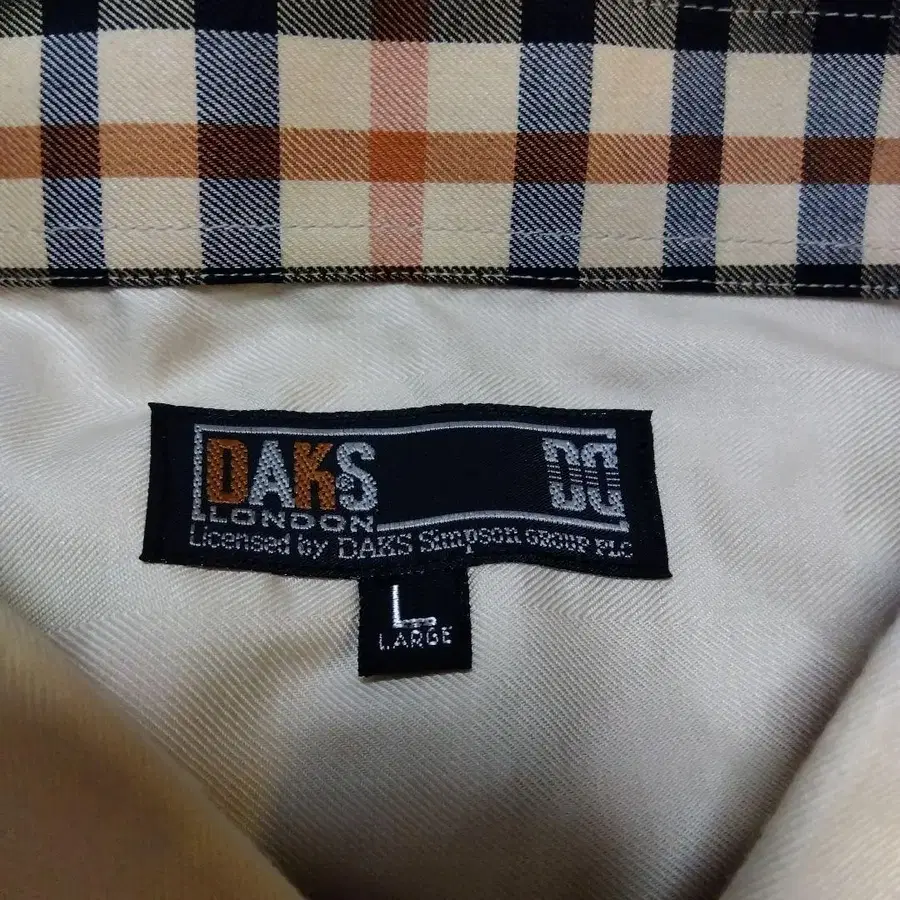 DAKS® DG
LONDON
Licensed by DAKS Simpson GROUP PLC
L
LARGE